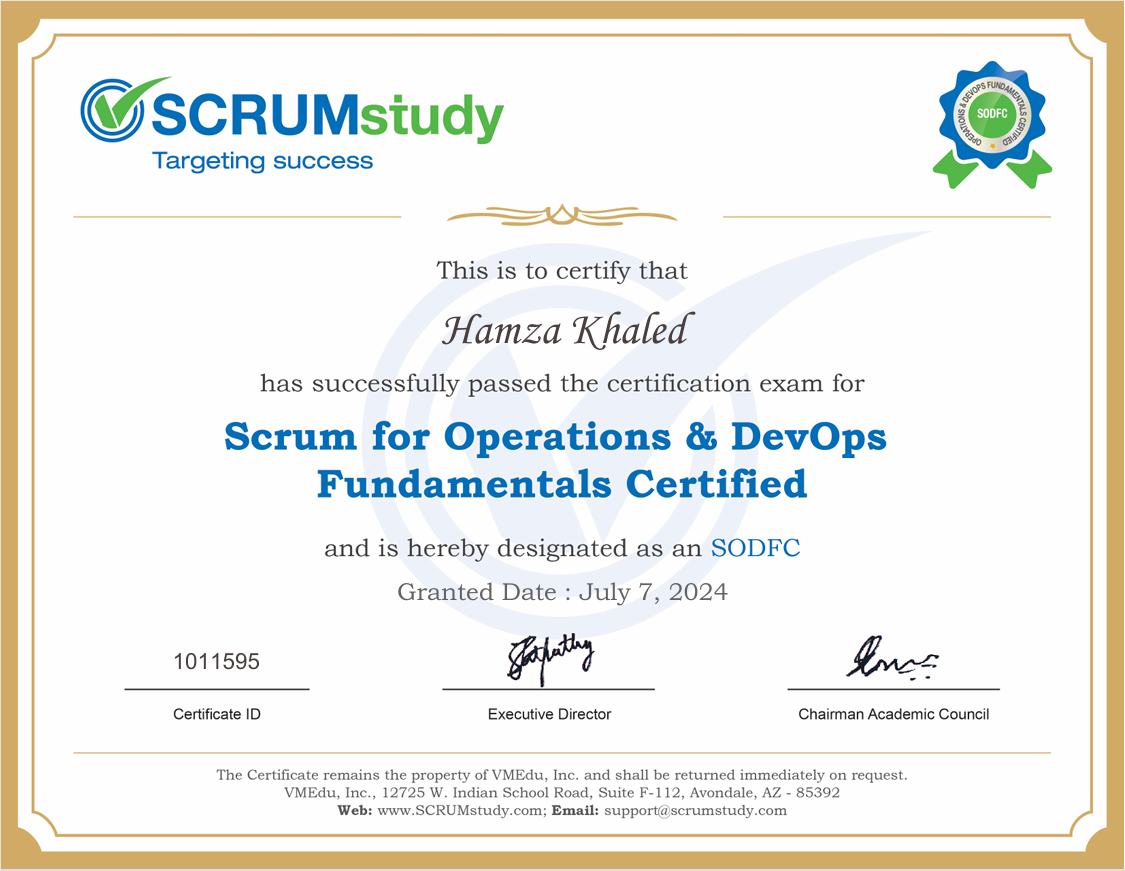 SCRUMstudy
Targeting success
OPERATIONS & DEVOPS FUNDAMENTALS CERTIFIED
SODFC
This is to certify that
Hamza Khaled
has successfully passed the certification exam for
Scrum for Operations & DevOps
Fundamentals Certified
and is hereby designated as an SODFC
Granted Date : July 7, 2024
1011595
Certificate ID
Executive Director
Chairman Academic Council
The Certificate remains the property of VMEdu, Inc. and shall be returned immediately on request.
VMEdu, Inc., 12725 W. Indian School Road, Suite F-112, Avondale, AZ - 85392
Web: www.SCRUMstudy.com; Email: support@scrumstudy.com